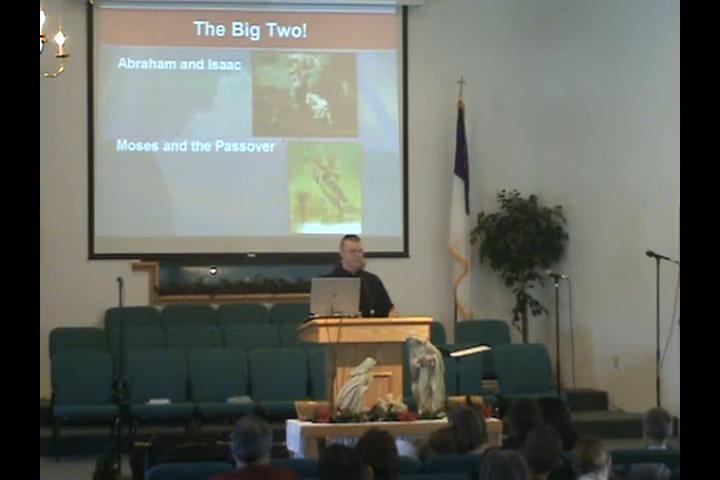 The Big Two!
Abraham and Isaac
Moses and the Passover